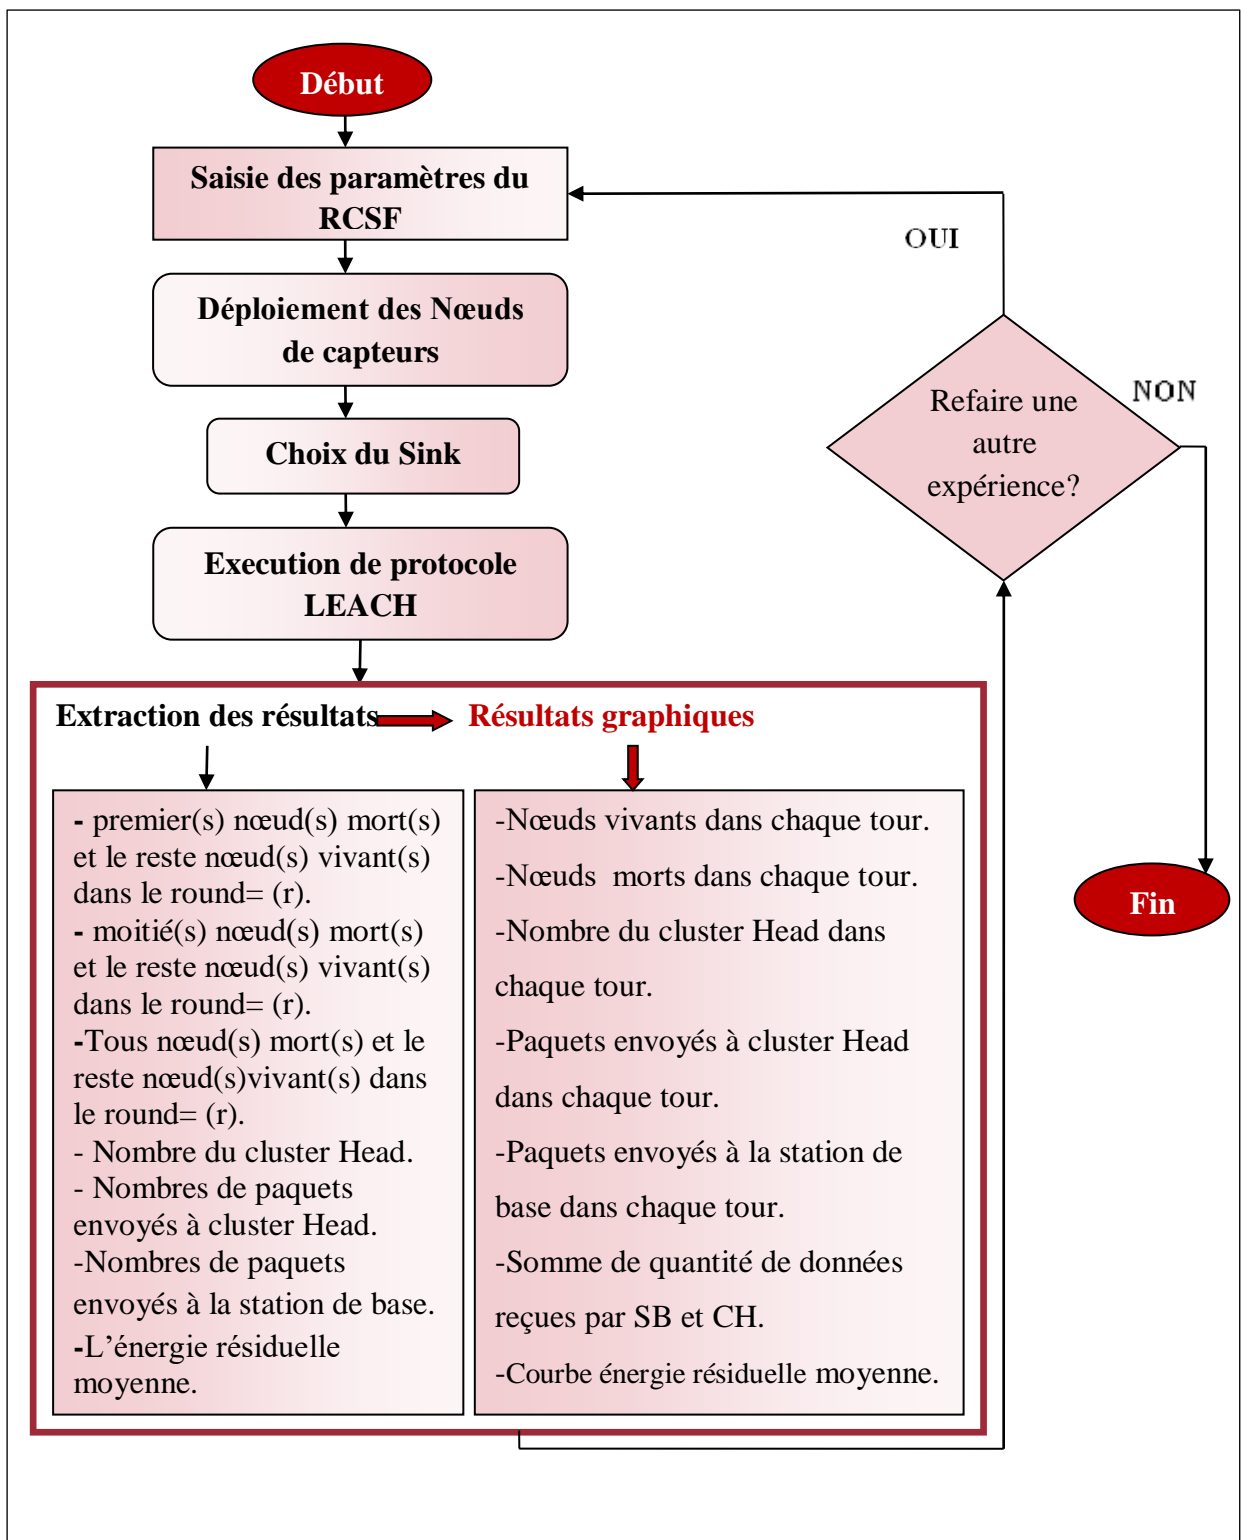 Début
Saisie des paramètres du
RCSF
Déploiement des Nœuds
de capteurs
Choix du Sink
Execution de protocole
LEACH
OUI
Refaire une
autre
expérience?
NON
Fin
Extraction des résultats
Résultats graphiques
- premier(s) nœud(s) mort(s)
et le reste nœud(s) vivant(s)
dans le round= (r).
- moitié(s) nœud(s) mort(s)
et le reste nœud(s) vivant(s)
dans le round= (r).
-Tous nœud(s) mort(s) et le
reste nœud(s)vivant(s) dans
le round= (r).
- Nombre du cluster Head.
- Nombres de paquets
envoyés à cluster Head.
-Nombres de paquets
envoyés à la station de base.
-L’énergie résiduelle
moyenne.
-Nœuds vivants dans chaque tour.
-Nœuds  morts dans chaque tour.
-Nombre du cluster Head dans
chaque tour.
-Paquets envoyés à cluster Head
dans chaque tour.
-Paquets envoyés à la station de
base dans chaque tour.
-Somme de quantité de données
reçues par SB et CH.
-Courbe énergie résiduelle moyenne.